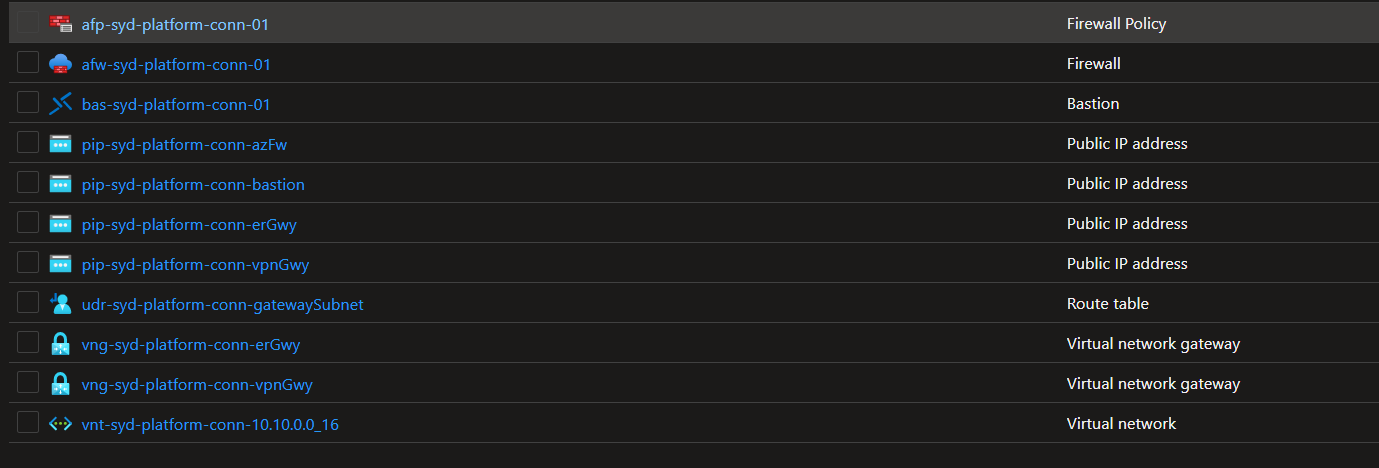 afp-syd-platform-conn-01 Firewall Policy
afw-syd-platform-conn-01 Firewall
bas-syd-platform-conn-01 Bastion
pip-syd-platform-conn-azFw Public IP address
pip-syd-platform-conn-bastion Public IP address
pip-syd-platform-conn-erGwy Public IP address
pip-syd-platform-conn-vpnGwy Public IP address
udr-syd-platform-conn-gatewaySubnet Route table
vng-syd-platform-conn-erGwy Virtual network gateway
vng-syd-platform-conn-vpnGwy Virtual network gateway
vnt-syd-platform-conn-10.10.0.0_16 Virtual network